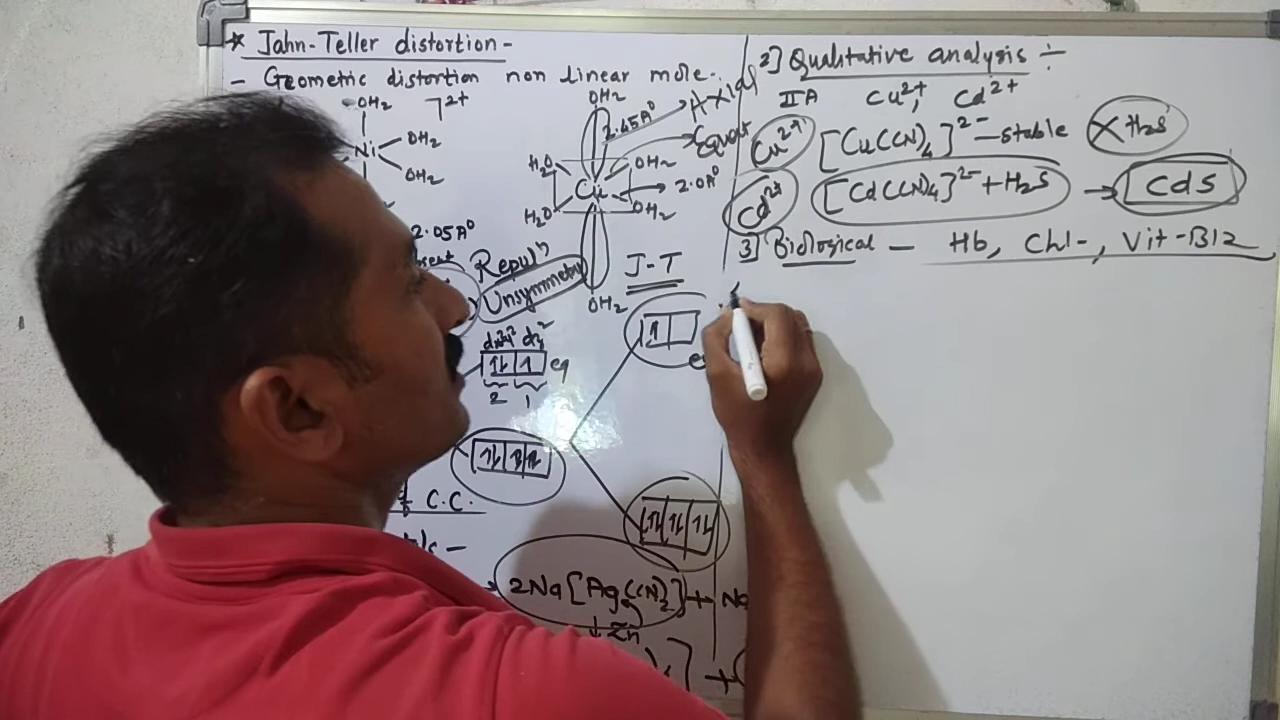 * Jahn-Teller distortion-
- Geometric distortion non linear mole-
OH2 7 2+
Ni OH2
OH2
2.05A°
OH2
2.45A° Axial
Equat
H2O OH2
Cu 2.0A°
H2O OH2
OH2
Repulⁿ
Unsymmetry
J-T
eg
2 1
C.C.
2Na[Ag(CN)2] + Na
↓ Zn
] +
2] Qualitative analysis ÷
IIA Cu2+, Cd2+
Cu2+ [Cu(CN)4]2- - stable × H2S
Cd2+ [Cd(CN)4]2- + H2S → CdS
3] Biological - Hb, Chl-, Vit-B12